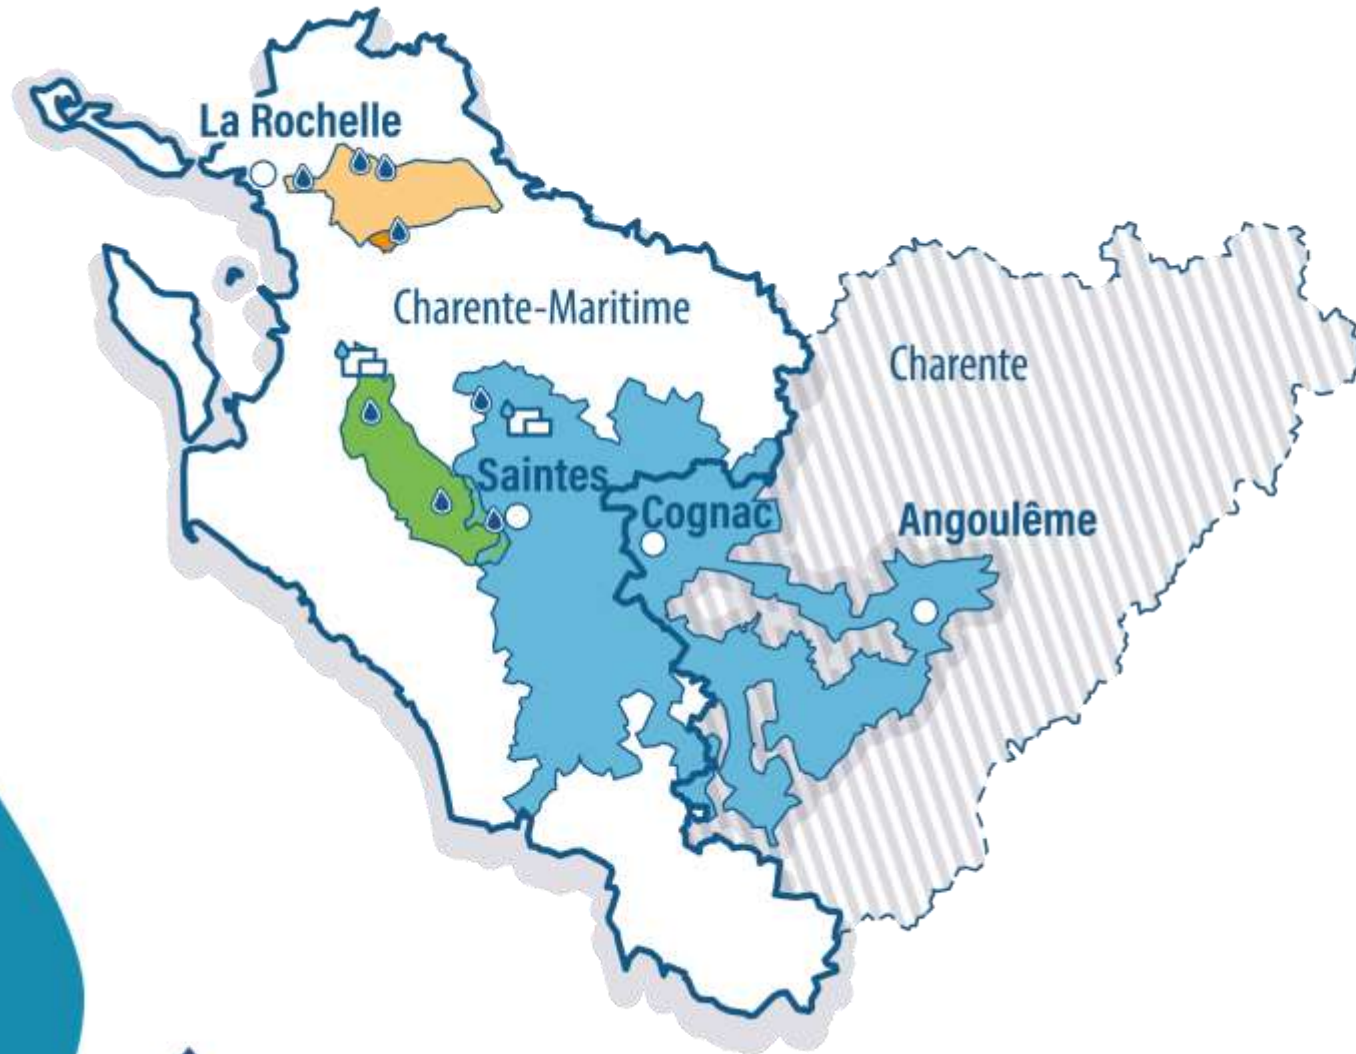 La Rochelle
Charente-Maritime
Charente
Saintes
Cognac
Angoulême